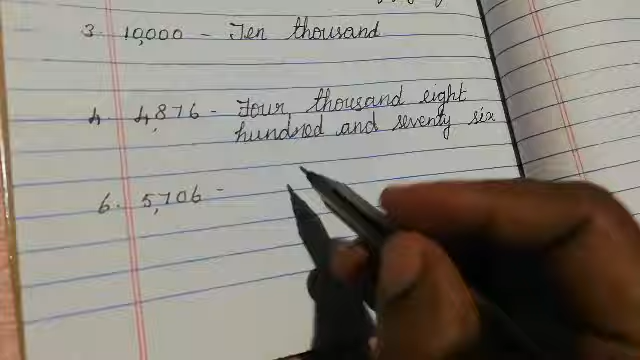 3. 10,000 - Ten thousand
4 4,876 - Four, thousand eight
hundred and seventy six
6. 5,706 -